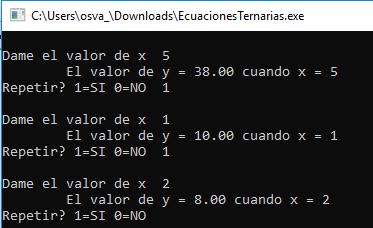 C:\Users\osva_\Downloads\EcuacionesTernarias.exe
Dame el valor de x  5
        El valor de y = 38.00 cuando x = 5
Repetir? 1=SI 0=NO  1
Dame el valor de x  1
        El valor de y = 10.00 cuando x = 1
Repetir? 1=SI 0=NO  1
Dame el valor de x  2
        El valor de y = 8.00 cuando x = 2
Repetir? 1=SI 0=NO